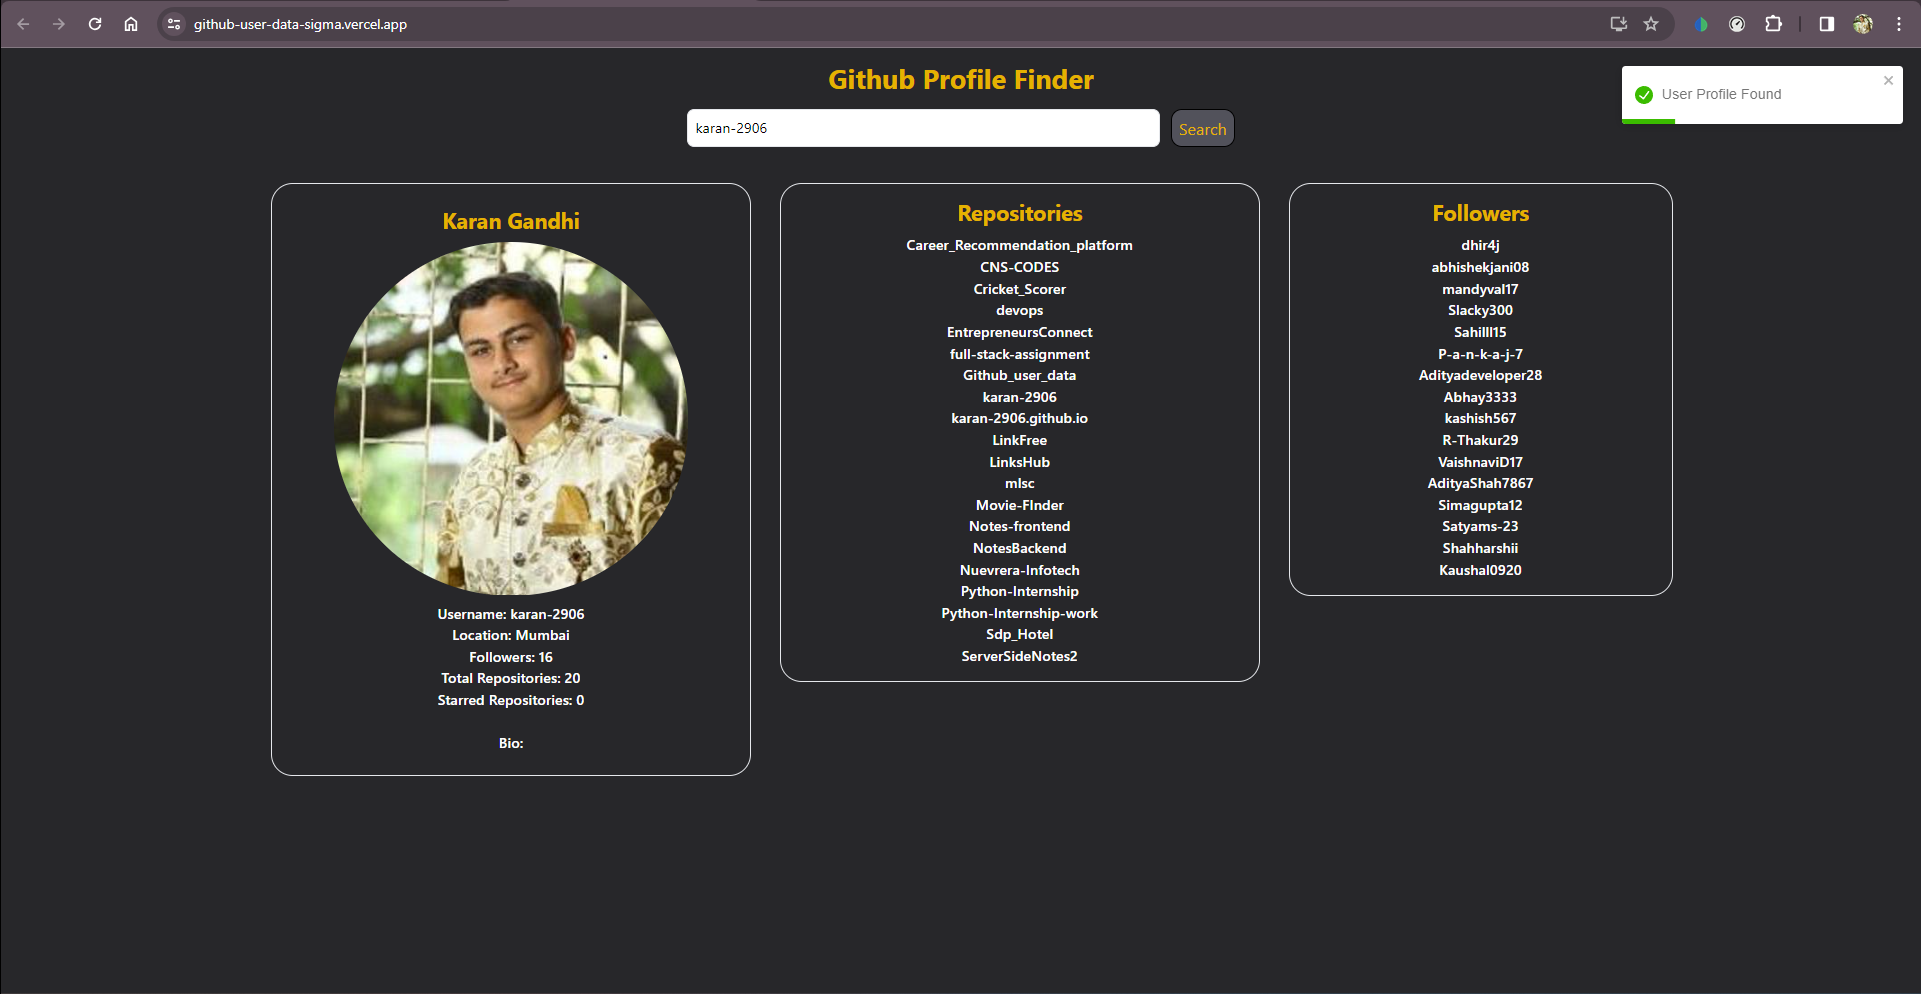 github-user-data-sigma.vercel.app
Github Profile Finder
karan-2906
Search
User Profile Found
Karan Gandhi
Username: karan-2906
Location: Mumbai
Followers: 16
Total Repositories: 20
Starred Repositories: 0
Bio:
Repositories
Career_Recommendation_platform
CNS-CODES
Cricket_Scorer
devops
EntrepreneursConnect
full-stack-assignment
Github_user_data
karan-2906
karan-2906.github.io
LinkFree
LinksHub
mlsc
Movie-FInder
Notes-frontend
NotesBackend
Nuevrera-Infotech
Python-Internship
Python-Internship-work
Sdp_Hotel
ServerSideNotes2
Followers
dhir4j
abhishekjani08
mandyval17
Slacky300
Sahilll15
P-a-n-k-a-j-7
Adityadeveloper28
Abhay3333
kashish567
R-Thakur29
VaishnaviD17
AdityaShah7867
Simagupta12
Satyams-23
Shahharshii
Kaushal0920